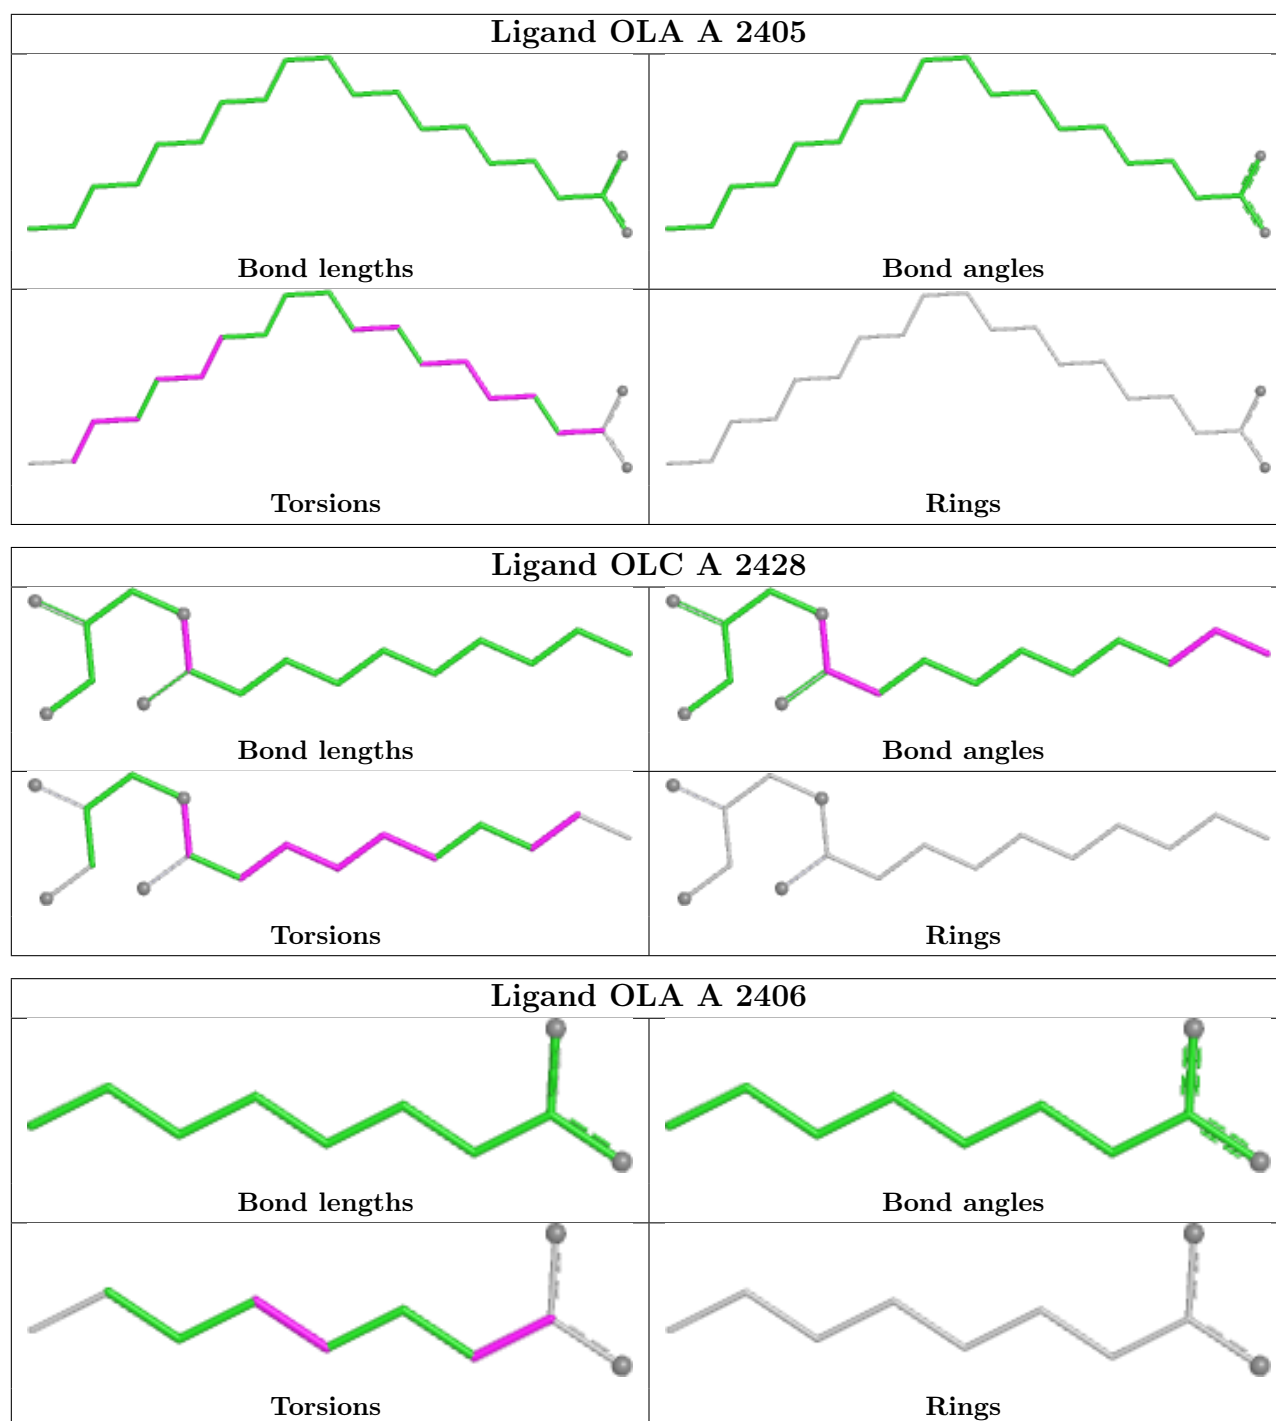 Ligand OLA A 2405
Bond lengths
Bond angles
Torsions
Rings
Ligand OLC A 2428
Bond lengths
Bond angles
Torsions
Rings
Ligand OLA A 2406
Bond lengths
Bond angles
Torsions
Rings